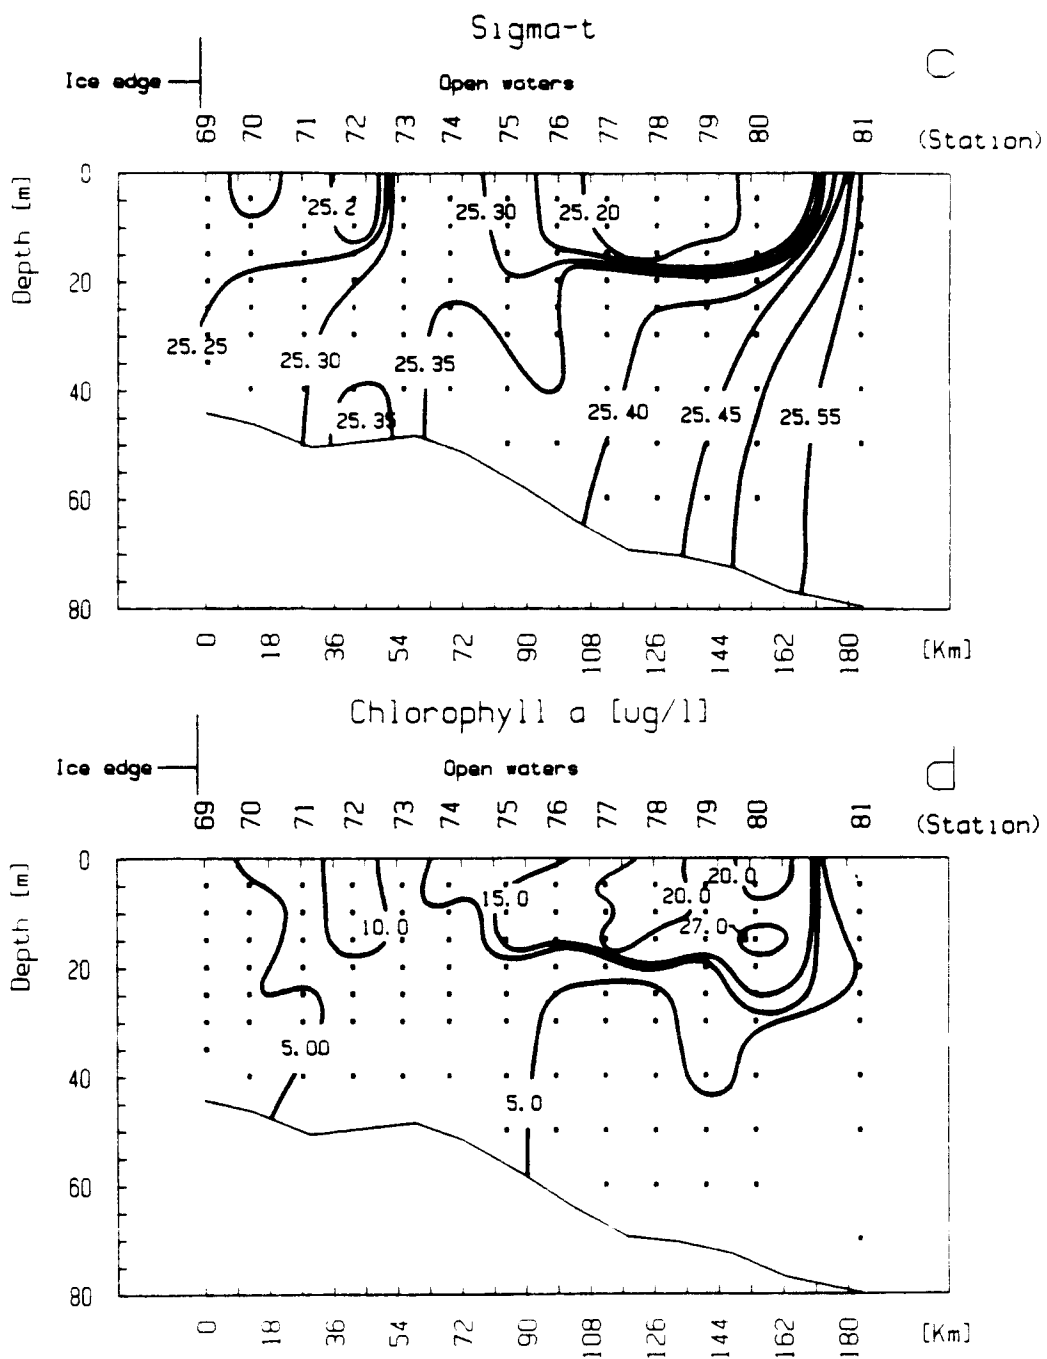 Sigma-t
C
Ice edge
Open waters
69 70 71 72 73 74 75 76 77 78 79 80 81
(Station)
Depth [m]
0
20
40
60
80
25.2
25.30
25.20
25.25
25.30
25.35
25.35
25.40
25.45
25.55
0 18 36 54 72 90 108 126 144 162 180 [Km]
Chlorophyll a [ug/l]
d
Ice edge
Open waters
69 70 71 72 73 74 75 76 77 78 79 80 81
(Station)
Depth [m]
0
20
40
60
80
20.0
15.0
20.0
10.0
27.0
5.00
5.0
0 18 36 54 72 90 108 126 144 162 180 [Km]